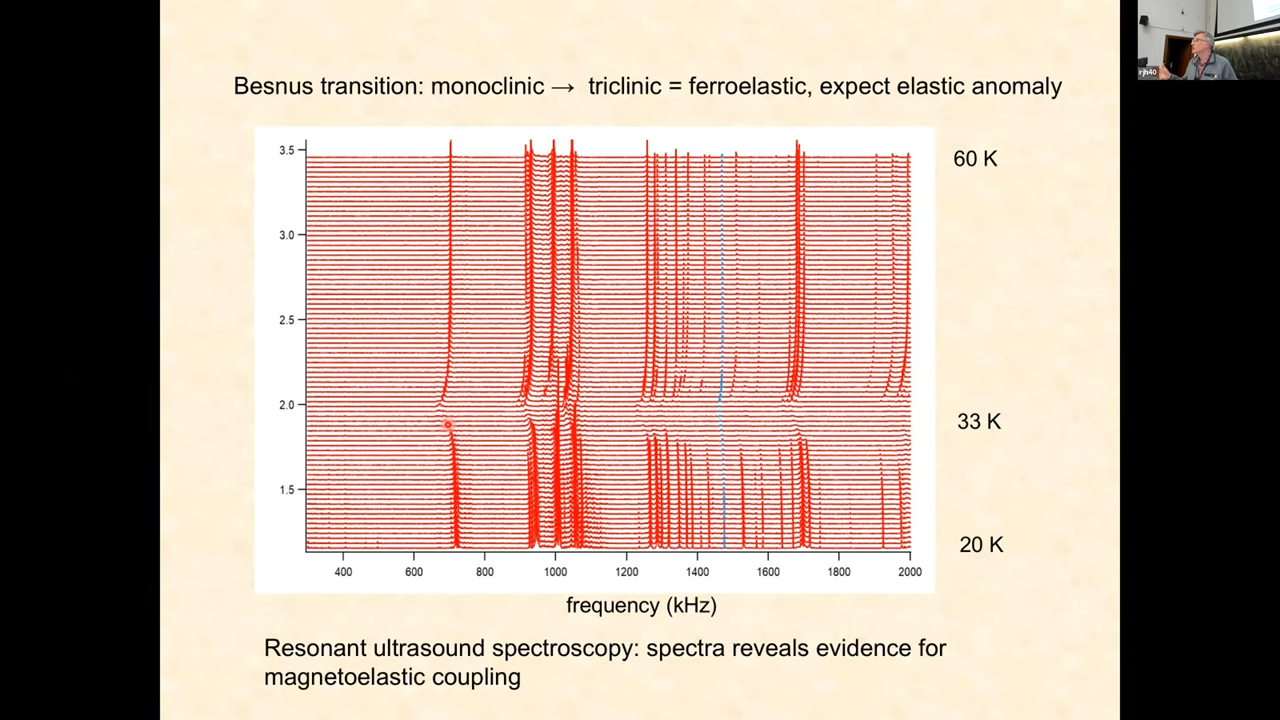 Besnus transition: monoclinic → triclinic = ferroelastic, expect elastic anomaly
rjh40
3.5
60 K
3.0
2.5
2.0
33 K
1.5
20 K
400 600 800 1000 1200 1400 1600 1800 2000
frequency (kHz)
Resonant ultrasound spectroscopy: spectra reveals evidence for
magnetoelastic coupling